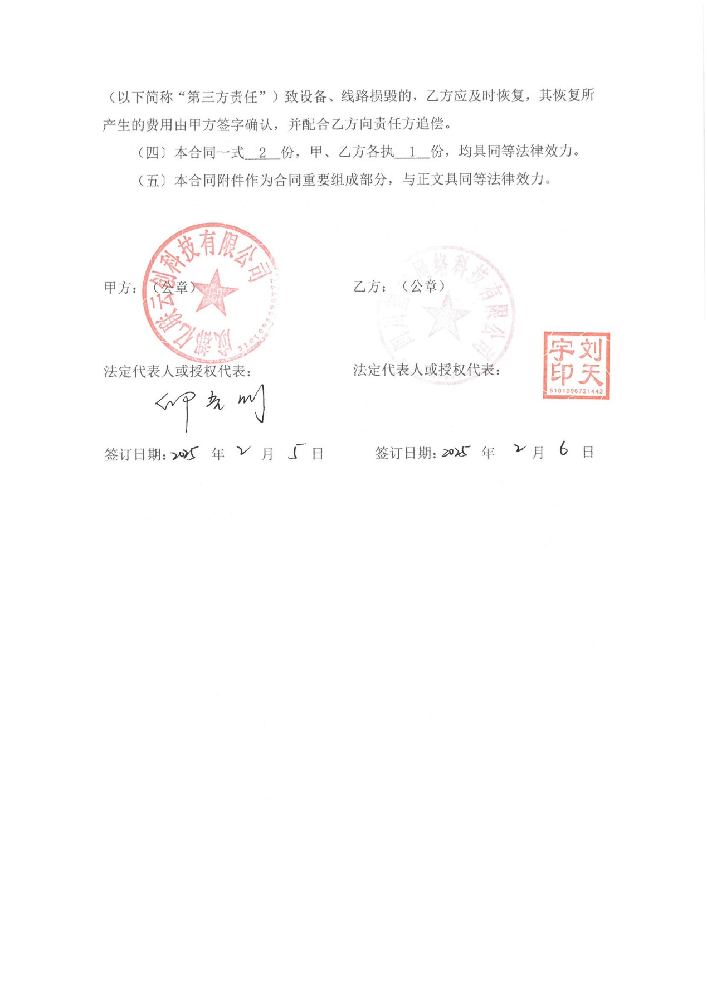 （以下简称“第三方责任”）致设备、线路损毁的，乙方应及时恢复，其恢复所
产生的费用由甲方签字确认，并配合乙方向责任方追偿。
（四）本合同一式 2 份，甲、乙方各执 1 份，均具同等法律效力。
（五）本合同附件作为合同重要组成部分，与正文具同等法律效力。
成都亿联云创科技有限公司
甲方：（公章）
乙方：（公章）
四川 网络科技有限公司
法定代表人或授权代表：
法定代表人或授权代表：
刘天
宇印
5101096721442
签订日期：2025 年 2 月 5 日
签订日期：2025 年 2 月 6 日